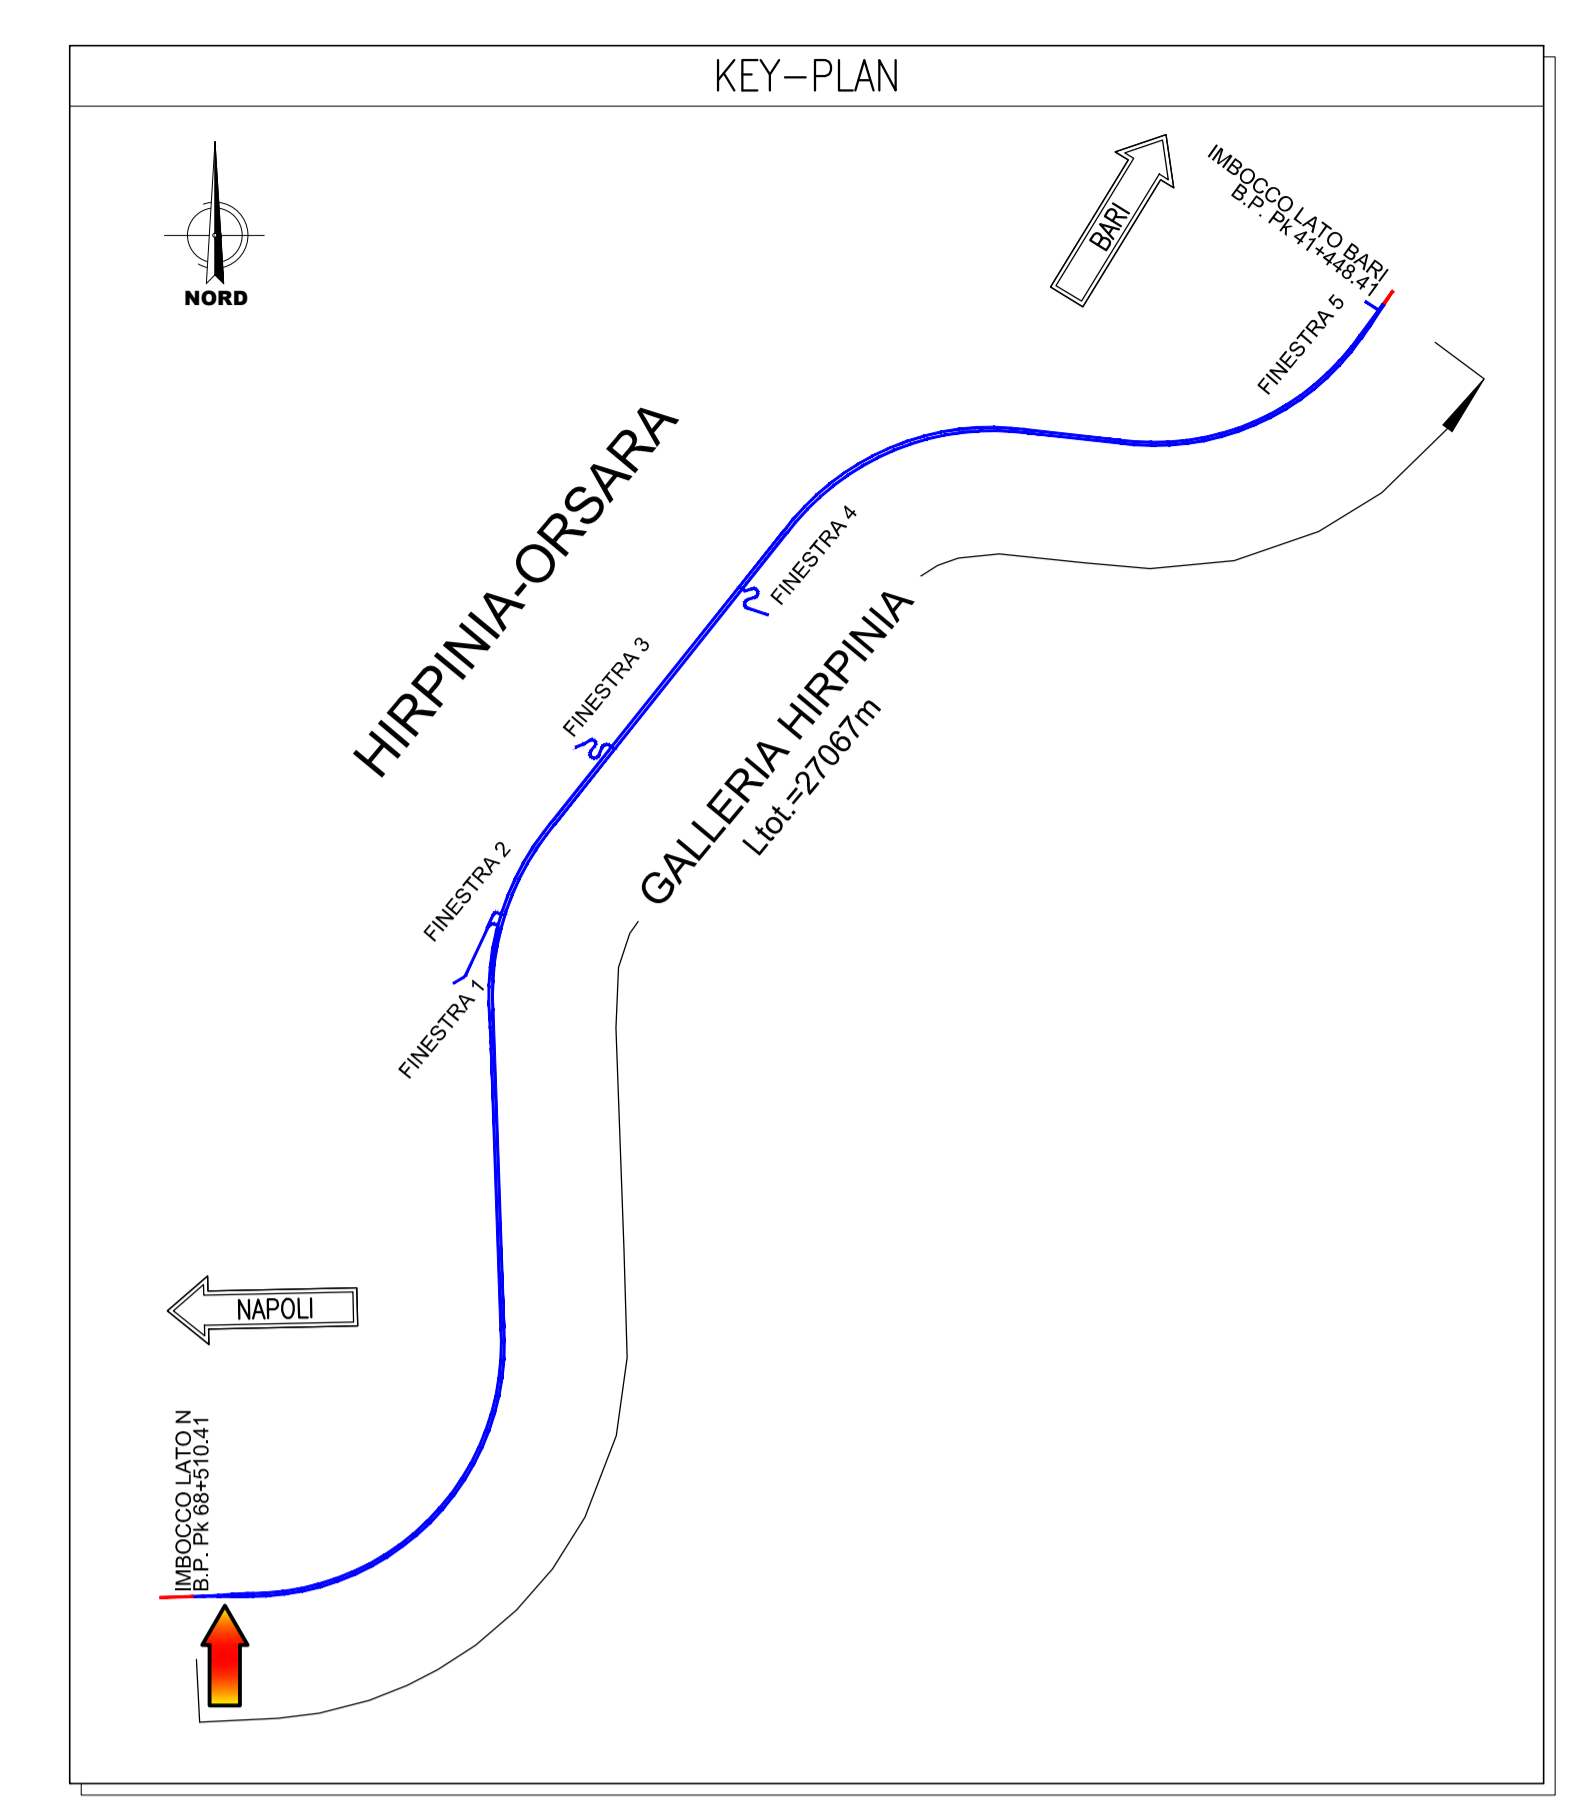 KEY-PLAN
NORD
BARI
IMBOCCO LATO BARI
B.P. Pk 41+448.41
FINESTRA 5
HIRPINIA-ORSARA
FINESTRA 4
FINESTRA 3
GALLERIA HIRPINIA
Ltot.=27067m
FINESTRA 2
FINESTRA 1
NAPOLI
IMBOCCO LATO N
B.P. Pk 68+510.41